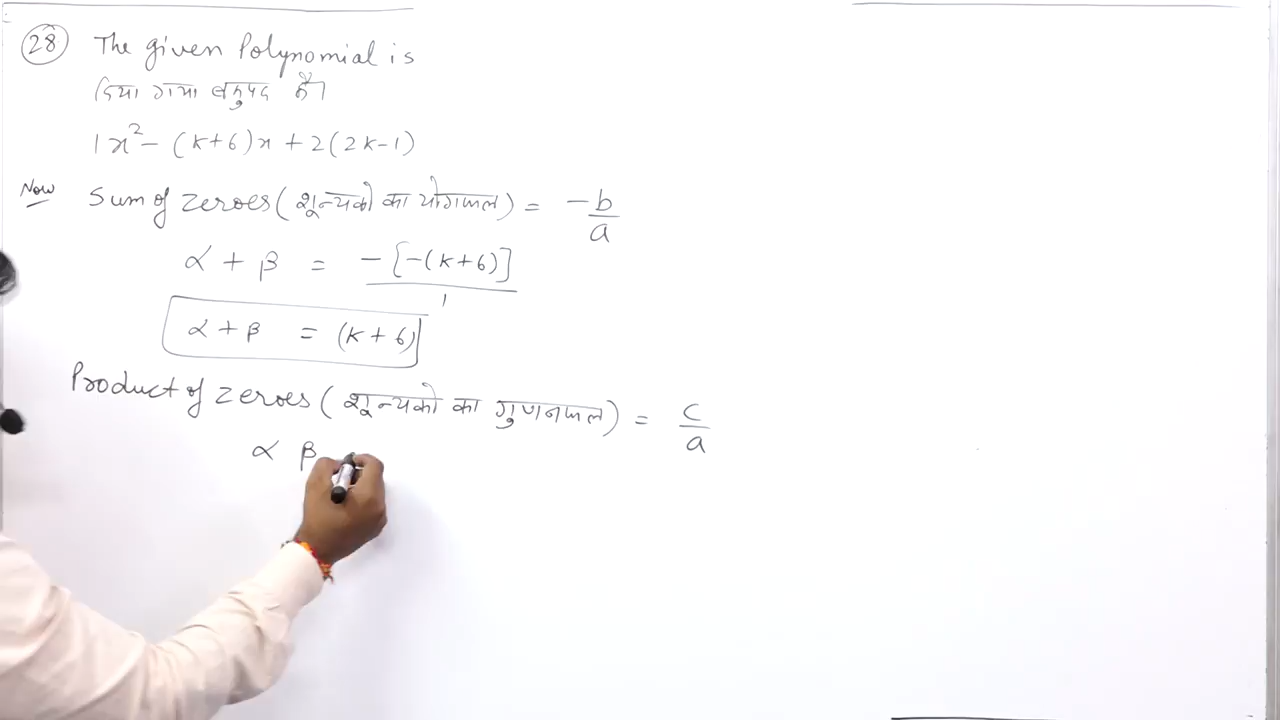 28 The given Polynomial is
दिया गया बहुपद है।
1x² - (k+6)x + 2(2k-1)
Now Sum of zeroes (शून्यको का योगफल) = -b/a
α + β = -[-(k+6)]/1
α + β = (k+6)
Product of zeroes (शून्यको का गुणनफल) = c/a
α β